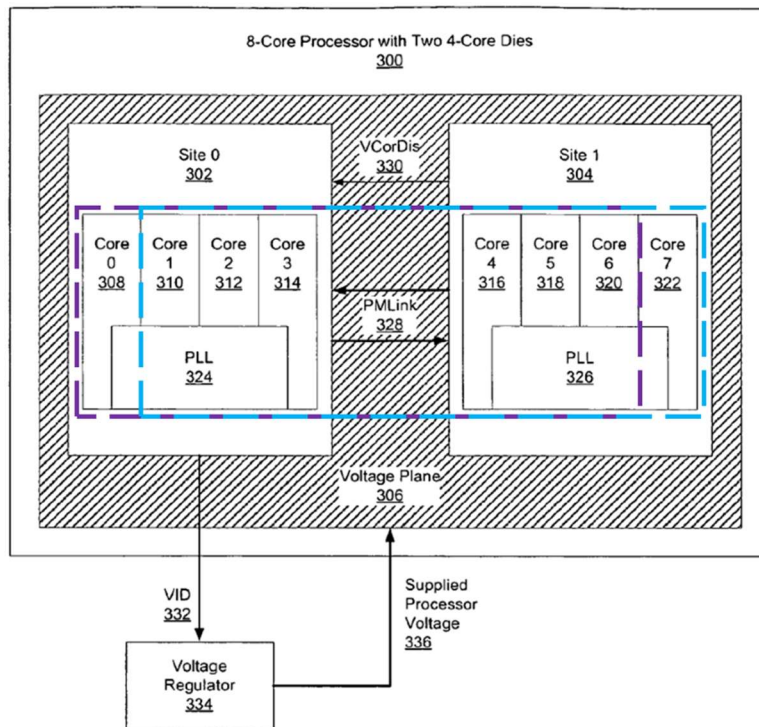 8-Core Processor with Two 4-Core Dies
300
Site 0
302
VCorDis
330
Site 1
304
Core
0
308
Core
1
310
Core
2
312
Core
3
314
PLL
324
PMLink
328
Core
4
316
Core
5
318
Core
6
320
Core
7
322
PLL
326
Voltage Plane
306
VID
332
Supplied
Processor
Voltage
336
Voltage
Regulator
334